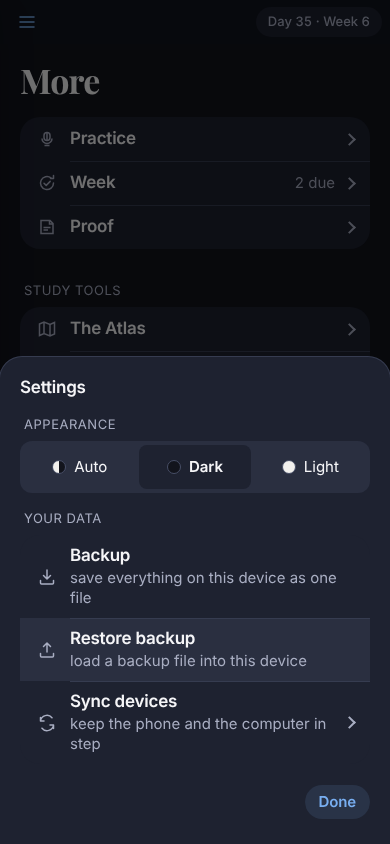 Day 35 · Week 6
More
Practice
Week
2 due
Proof
STUDY TOOLS
The Atlas
Settings
APPEARANCE
Auto
Dark
Light
YOUR DATA
Backup
save everything on this device as one
file
Restore backup
load a backup file into this device
Sync devices
keep the phone and the computer in
step
Done